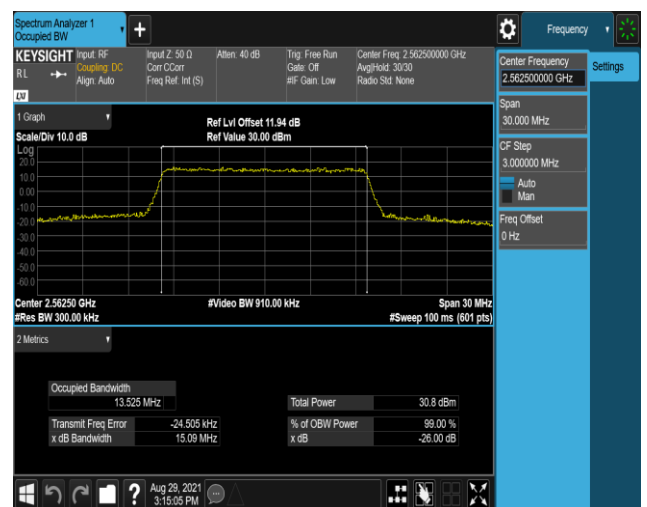 Spectrum Analyzer 1
Occupied BW
Frequency
KEYSIGHT
RL
LXI
Input: RF
Coupling: DC
Align: Auto
Input Z: 50 Ω
Corr CCorr
Freq Ref: Int (S)
Atten: 40 dB
Trig: Free Run
Gate: Off
#IF Gain: Low
Center Freq: 2.562500000 GHz
Avg|Hold: 30/30
Radio Std: None
Center Frequency
2.562500000 GHz
Settings
Span
30.000 MHz
CF Step
3.000000 MHz
Auto
Man
Freq Offset
0 Hz
1 Graph
Scale/Div 10.0 dB
Ref Lvl Offset 11.94 dB
Ref Value 30.00 dBm
Log
20.0
10.0
0.00
-10.0
-20.0
-30.0
-40.0
-50.0
-60.0
Center 2.56250 GHz
#Res BW 300.00 kHz
#Video BW 910.00 kHz
Span 30 MHz
#Sweep 100 ms (601 pts)
2 Metrics
Occupied Bandwidth
13.525 MHz
Total Power 30.8 dBm
Transmit Freq Error -24.505 kHz
% of OBW Power 99.00 %
x dB Bandwidth 15.09 MHz
x dB -26.00 dB
?
Aug 29, 2021
3:15:05 PM